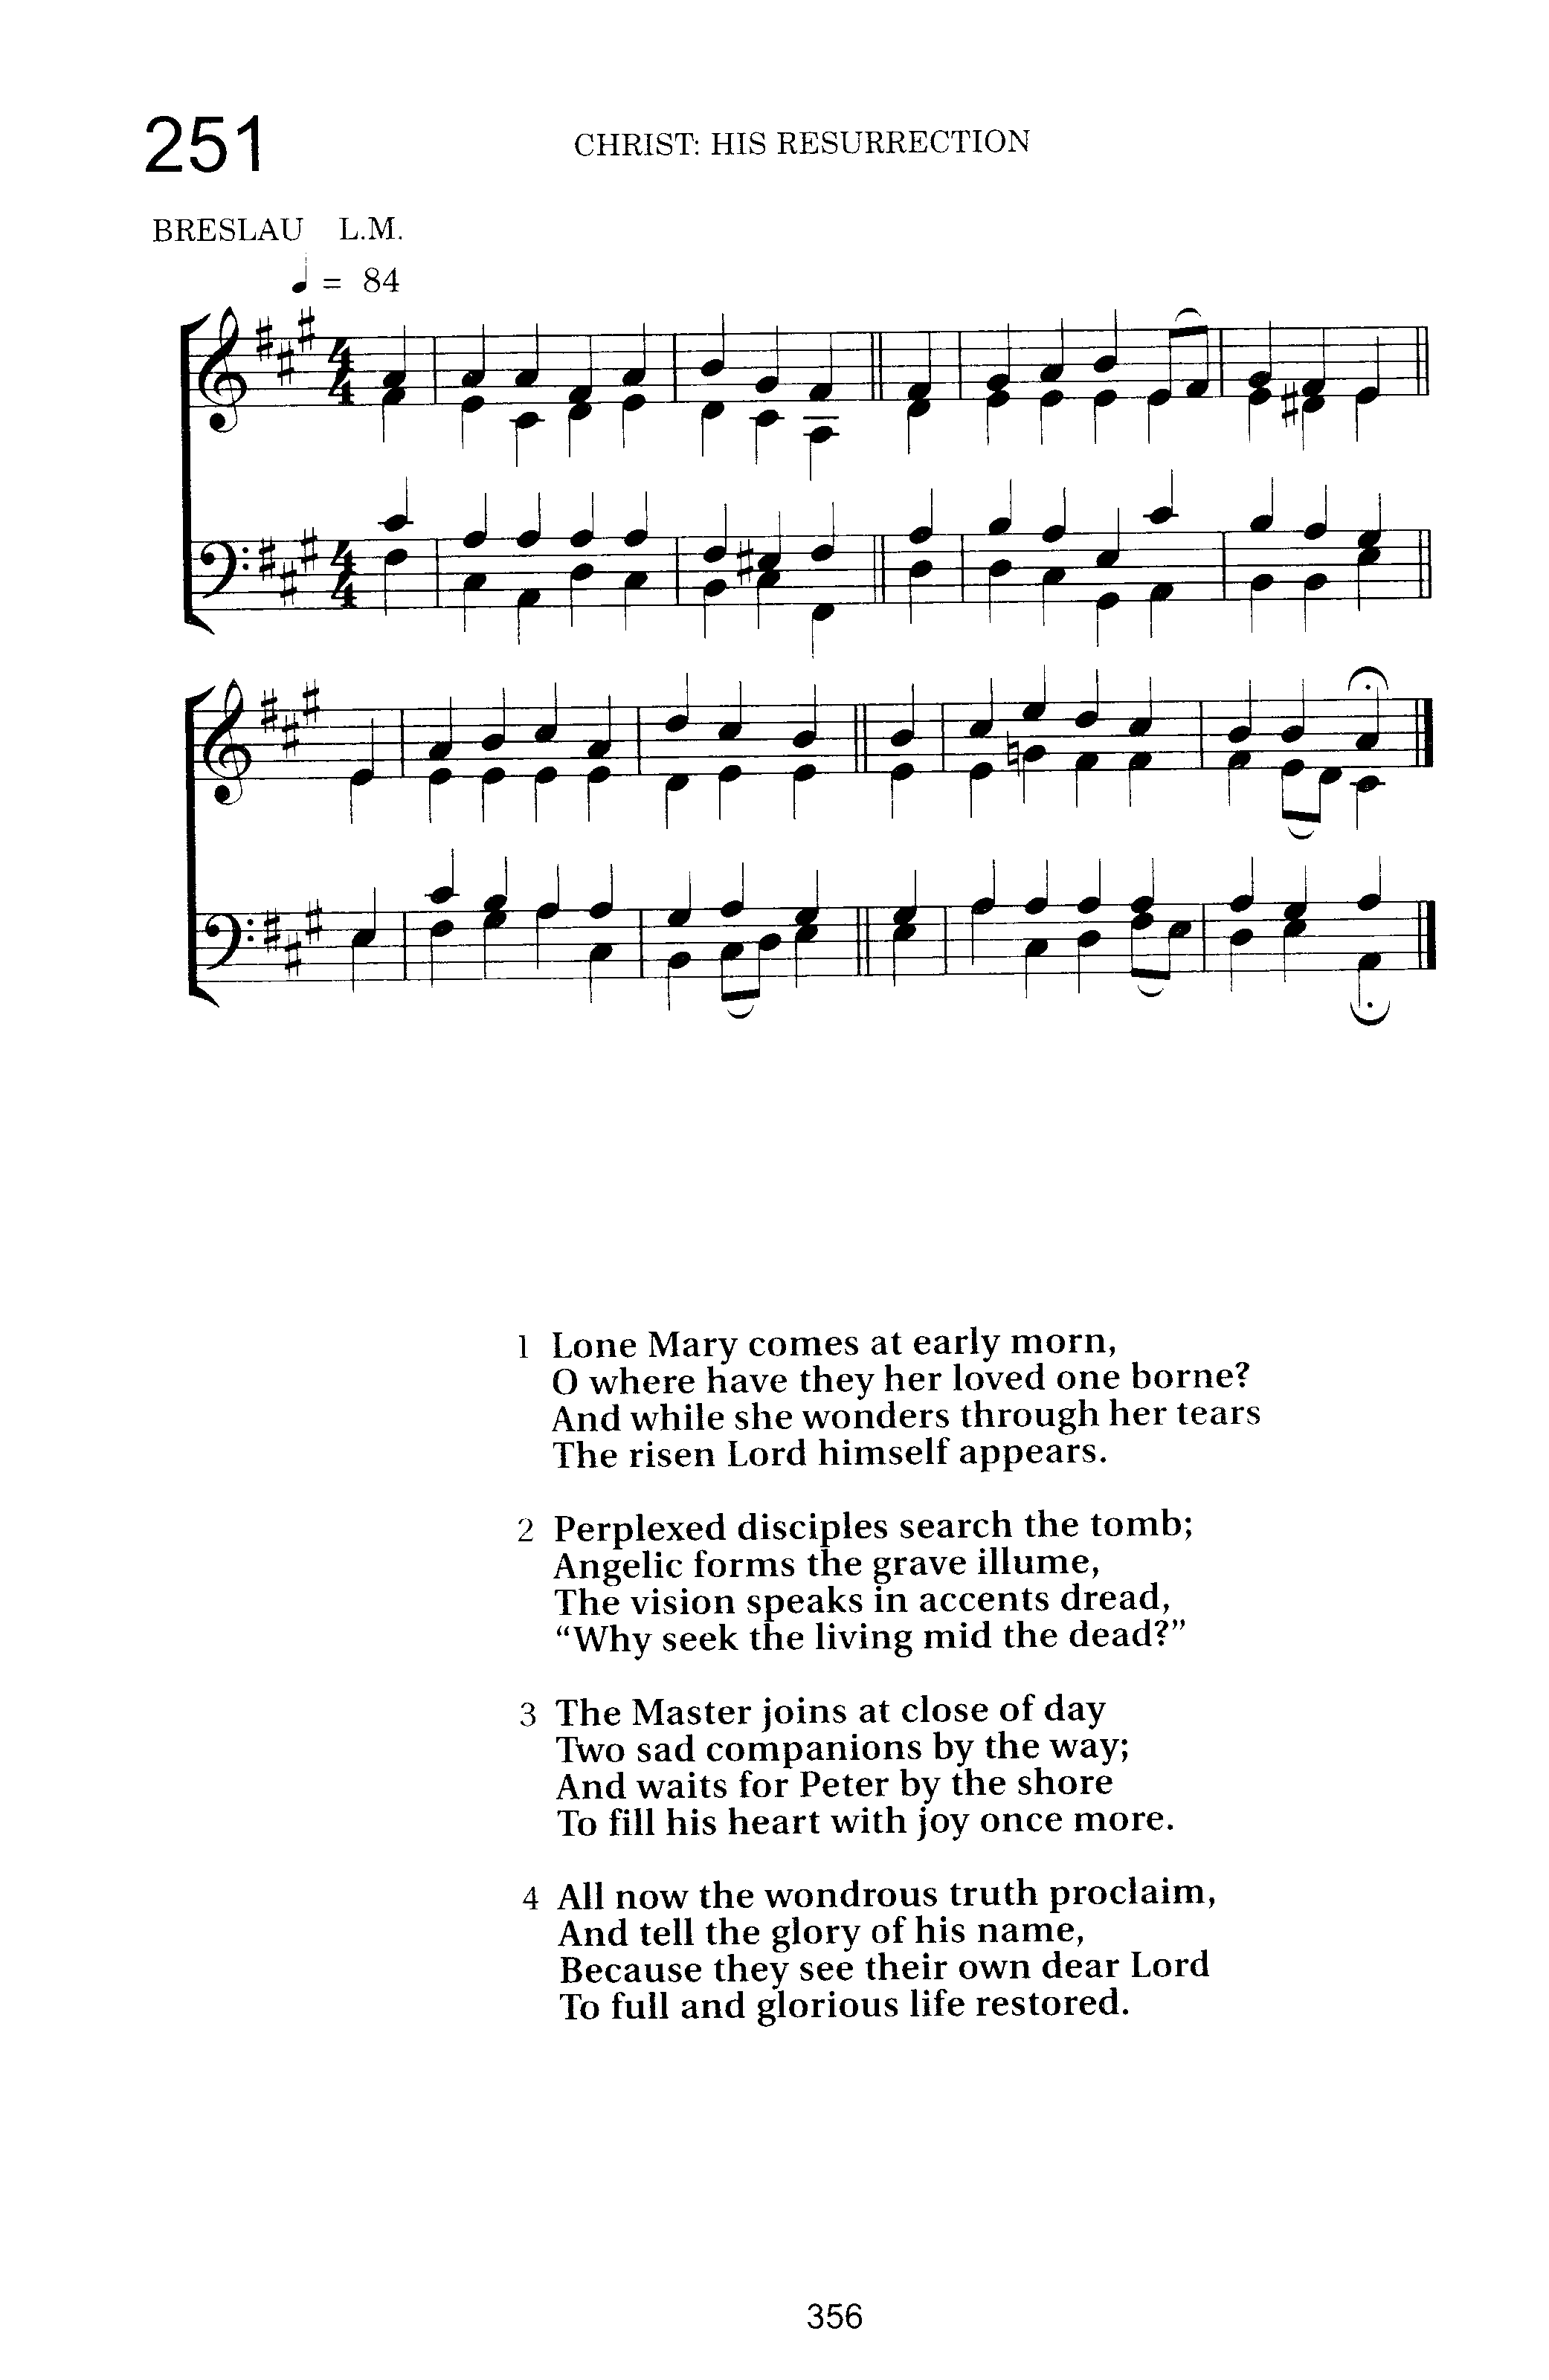 251
CHRIST: HIS RESURRECTION
BRESLAU L.M.
♩ = 84
1 Lone Mary comes at early morn,
O where have they her loved one borne?
And while she wonders through her tears
The risen Lord himself appears.
2 Perplexed disciples search the tomb;
Angelic forms the grave illume,
The vision speaks in accents dread,
“Why seek the living mid the dead?”
3 The Master joins at close of day
Two sad companions by the way;
And waits for Peter by the shore
To fill his heart with joy once more.
4 All now the wondrous truth proclaim,
And tell the glory of his name,
Because they see their own dear Lord
To full and glorious life restored.
356